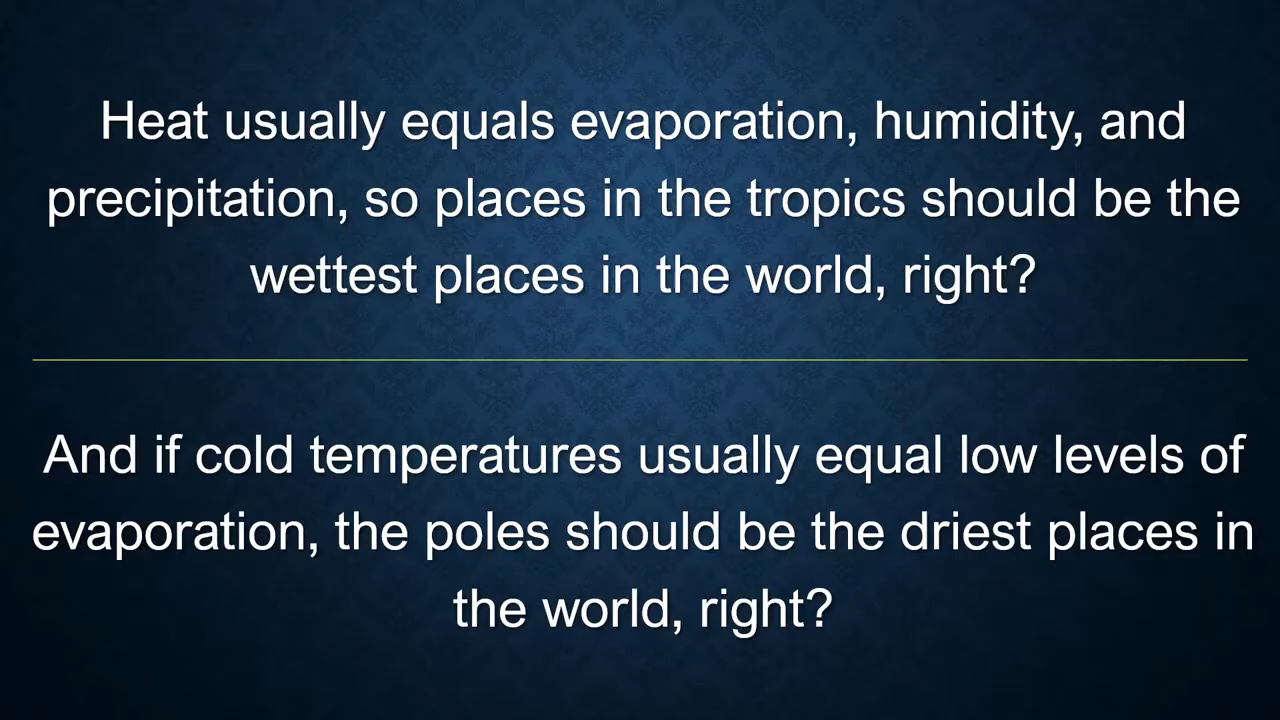 Heat usually equals evaporation, humidity, and
precipitation, so places in the tropics should be the
wettest places in the world, right?
And if cold temperatures usually equal low levels of
evaporation, the poles should be the driest places in
the world, right?